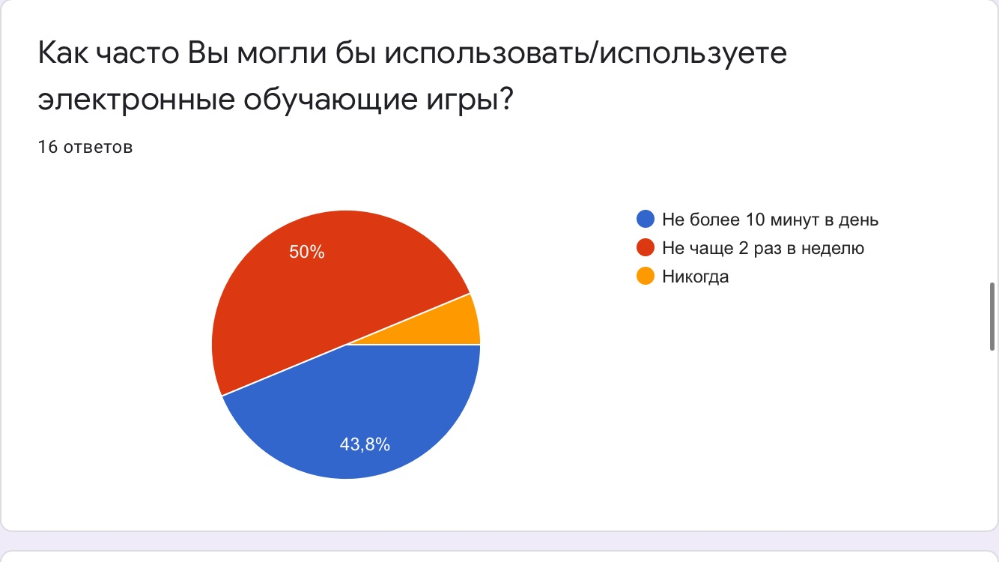 Как часто Вы могли бы использовать/используете
электронные обучающие игры?
16 ответов
Не более 10 минут в день
Не чаще 2 раз в неделю
Никогда
50%
43,8%